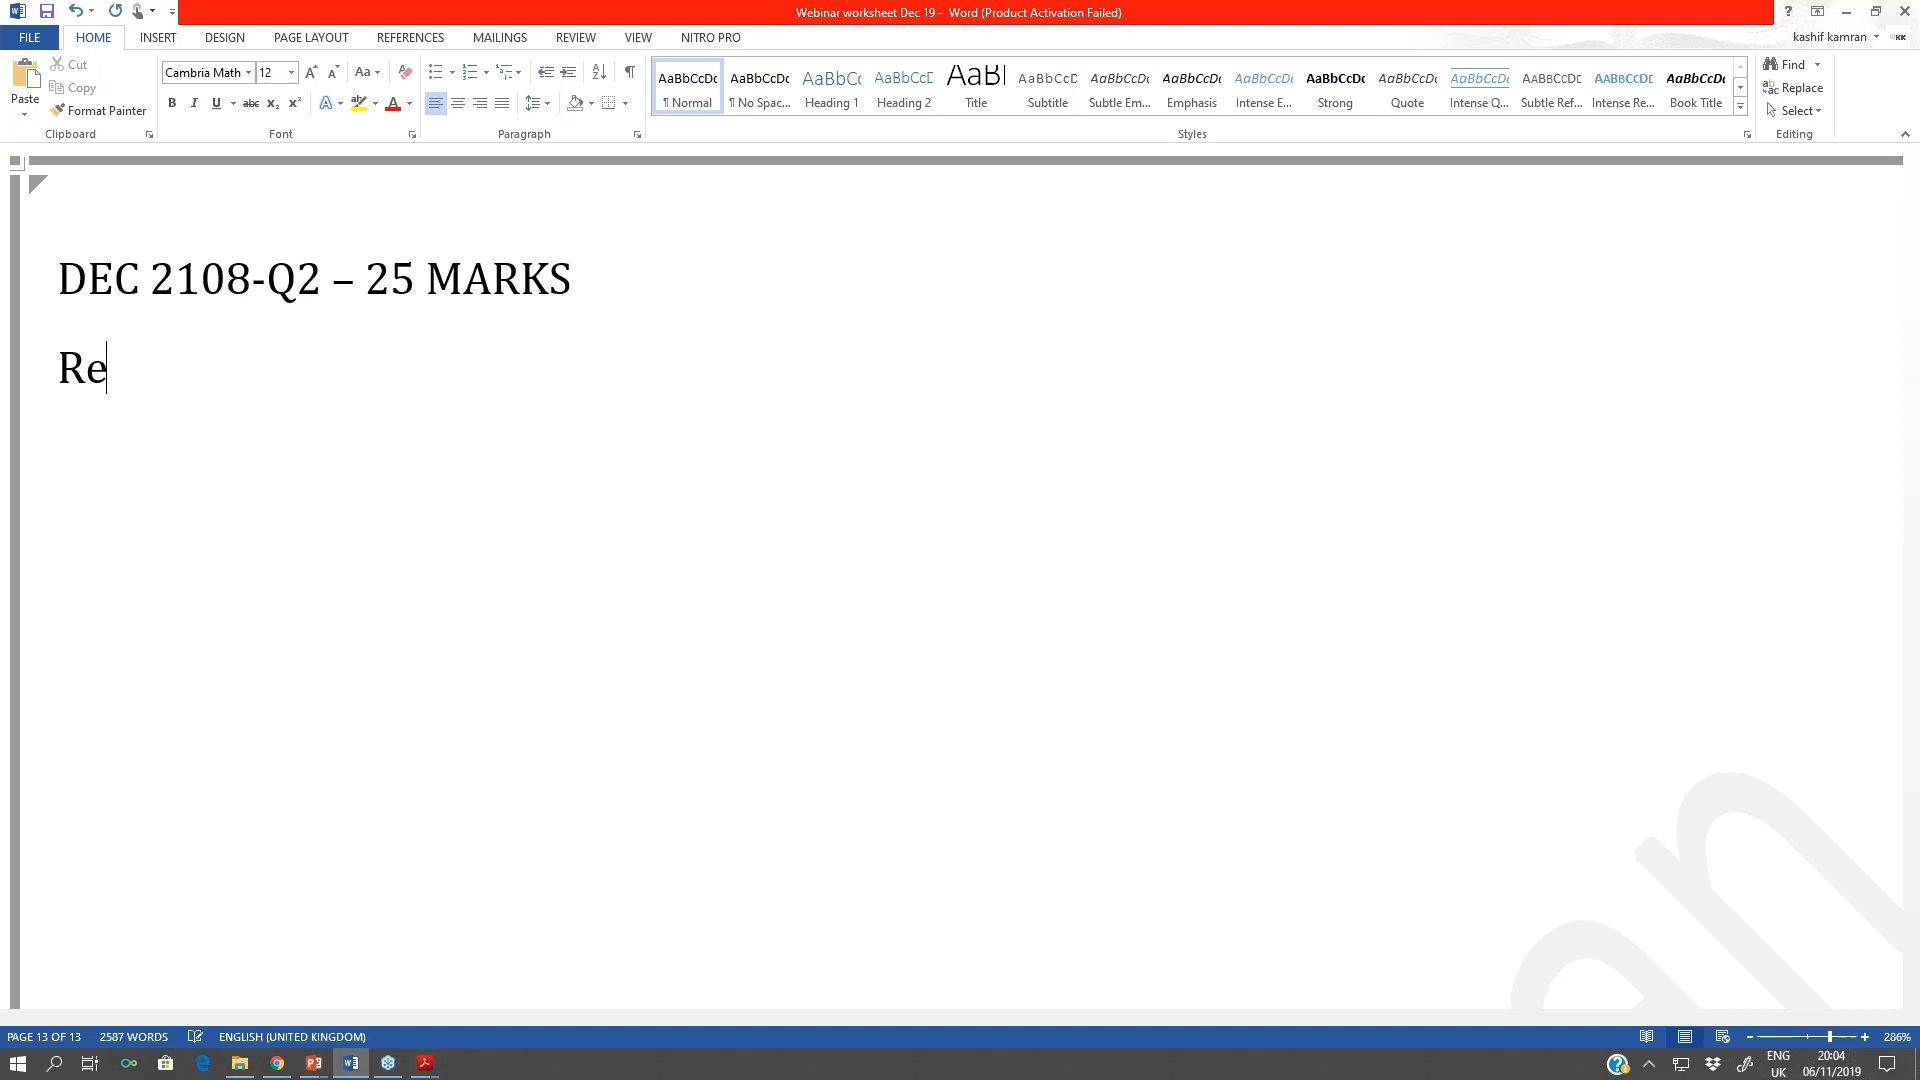 Webinar worksheet Dec 19 - Word (Product Activation Failed)
FILE HOME INSERT DESIGN PAGE LAYOUT REFERENCES MAILINGS REVIEW VIEW NITRO PRO
kashif kamran KK
Paste
Cut
Copy
Format Painter
Clipboard
Cambria Math 12
Font
Paragraph
AaBbCcDc AaBbCcDc AaBbCc AaBbCcD AaBl AaBbCcD AaBbCcDc AaBbCcDc AaBbCcDc AaBbCcDc AaBbCcDc AaBbCcDc AABBCCDE AABBCCDE AaBbCcDc
¶ Normal ¶ No Spac... Heading 1 Heading 2 Title Subtitle Subtle Em... Emphasis Intense E... Strong Quote Intense Q... Subtle Ref... Intense Re... Book Title
Styles
Find
Replace
Select
Editing
DEC 2108-Q2 – 25 MARKS
Re
an
PAGE 13 OF 13 2587 WORDS ENGLISH (UNITED KINGDOM) 286%
ENG
UK
20:04
06/11/2019